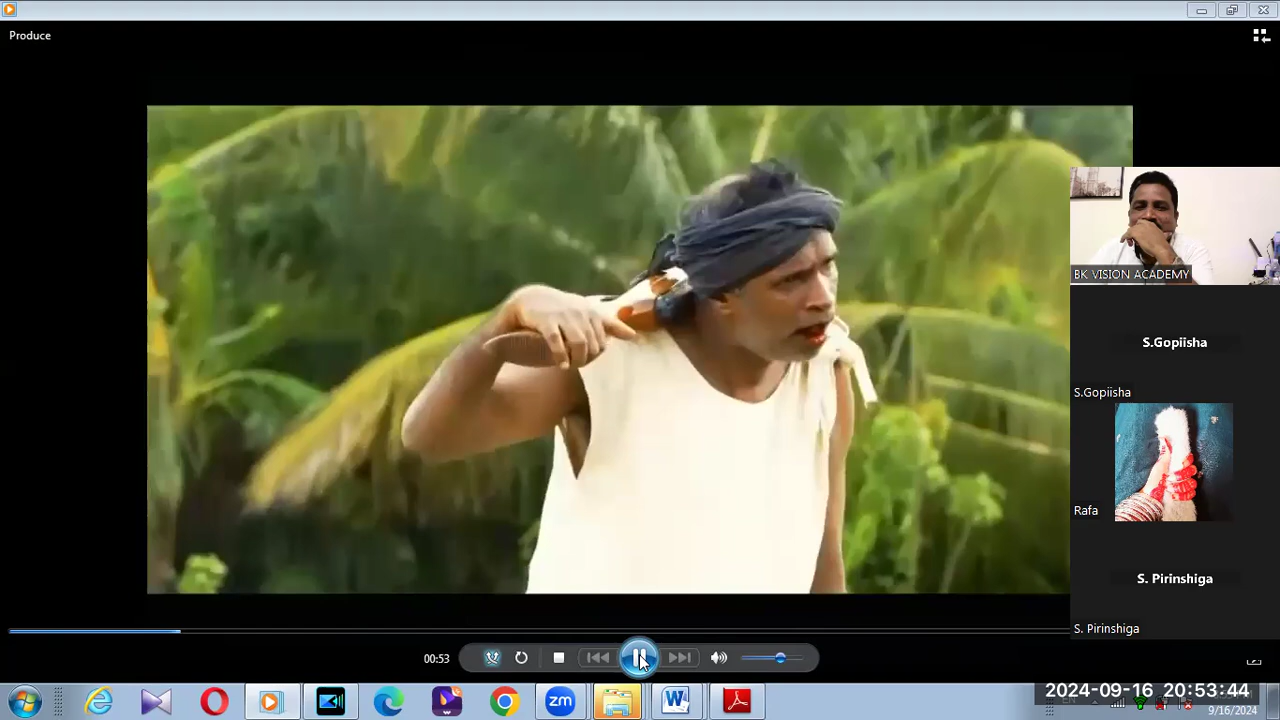 Produce
BK VISION ACADEMY
S.Gopiisha
S.Gopiisha
Rafa
S. Pirinshiga
S. Pirinshiga
00:53
zm
W
2024-09-16 20:53:44
9/16/2024